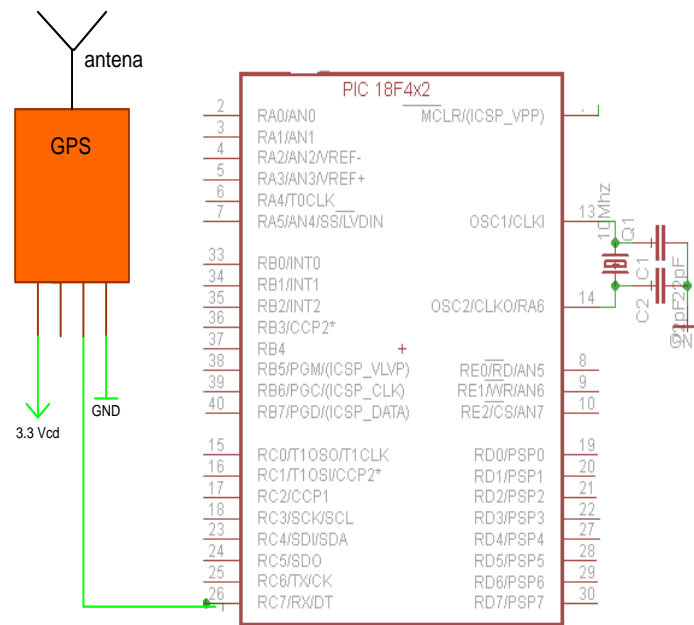 antena
GPS
3.3 Vcd
GND
PIC 18F4x2
2 RA0/AN0
3 RA1/AN1
4 RA2/AN2/VREF-
5 RA3/AN3/VREF+
6 RA4/T0CLK
7 RA5/AN4/SS/LVDIN
33 RB0/INT0
34 RB1/INT1
35 RB2/INT2
36 RB3/CCP2*
37 RB4
38 RB5/PGM/(ICSP_VLVP)
39 RB6/PGC/(ICSP_CLK)
40 RB7/PGD/(ICSP_DATA)
15 RC0/T1OSO/T1CLK
16 RC1/T1OSI/CCP2*
17 RC2/CCP1
18 RC3/SCK/SCL
23 RC4/SDI/SDA
24 RC5/SDO
25 RC6/TX/CK
26 RC7/RX/DT
MCLR/(ICSP_VPP)
OSC1/CLKI 13
OSC2/CLKO/RA6 14
RE0/RD/AN5 8
RE1/WR/AN6 9
RE2/CS/AN7 10
RD0/PSP0 19
RD1/PSP1 20
RD2/PSP2 21
RD3/PSP3 22
RD4/PSP4 27
RD5/PSP5 28
RD6/PSP6 29
RD7/PSP7 30
10Mhz
Q1
C1
C2
22pF
GN